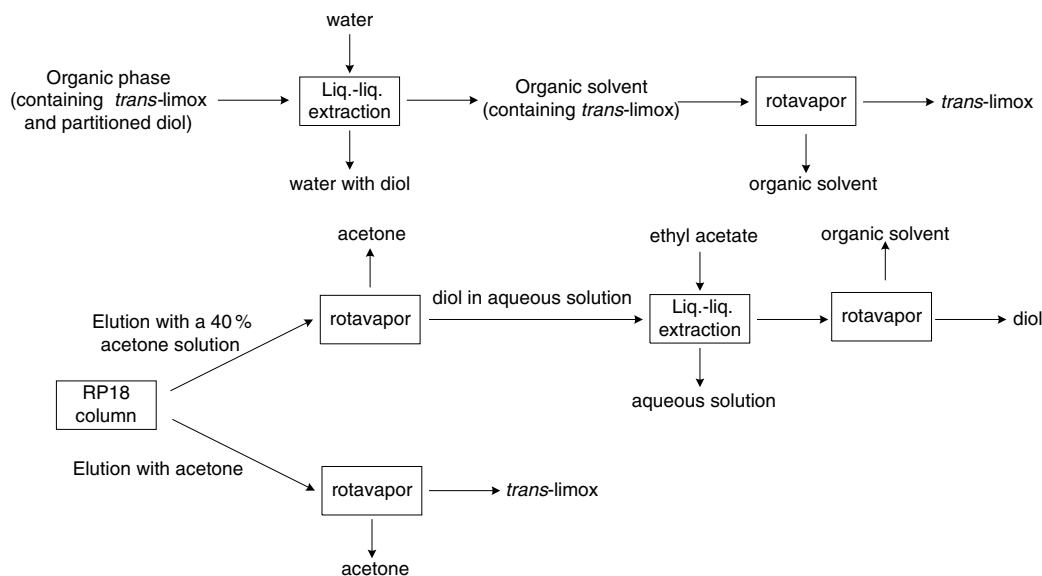 water
Organic phase
(containing trans-limox
and partitioned diol)
Liq.-liq.
extraction
Organic solvent
(containing trans-limox)
rotavapor
trans-limox
water with diol
organic solvent
acetone
ethyl acetate
organic solvent
Elution with a 40 %
acetone solution
rotavapor
diol in aqueous solution
Liq.-liq.
extraction
rotavapor
diol
RP18
column
aqueous solution
Elution with acetone
rotavapor
trans-limox
acetone